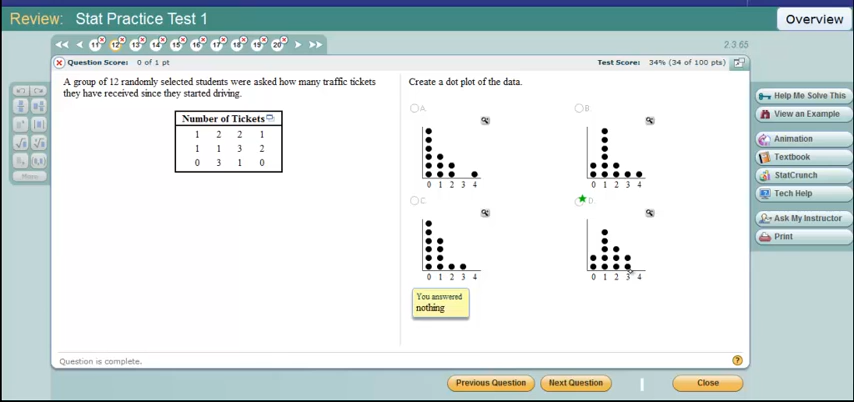 Review: Stat Practice Test 1
Overview
11 12 13 14 15 16 17 18 19 20
2.3.65
Question Score: 0 of 1 pt
Test Score: 34% (34 of 100 pts)
A group of 12 randomly selected students were asked how many traffic tickets
they have received since they started driving.
Number of Tickets
1 2 2 1
1 1 3 2
0 3 1 0
Create a dot plot of the data.
A.
B.
0 1 2 3 4
0 1 2 3 4
C.
D.
0 1 2 3 4
0 1 2 3 4
You answered
nothing
More
Help Me Solve This
View an Example
Animation
Textbook
StatCrunch
Tech Help
Ask My Instructor
Print
Question is complete.
Previous Question
Next Question
Close